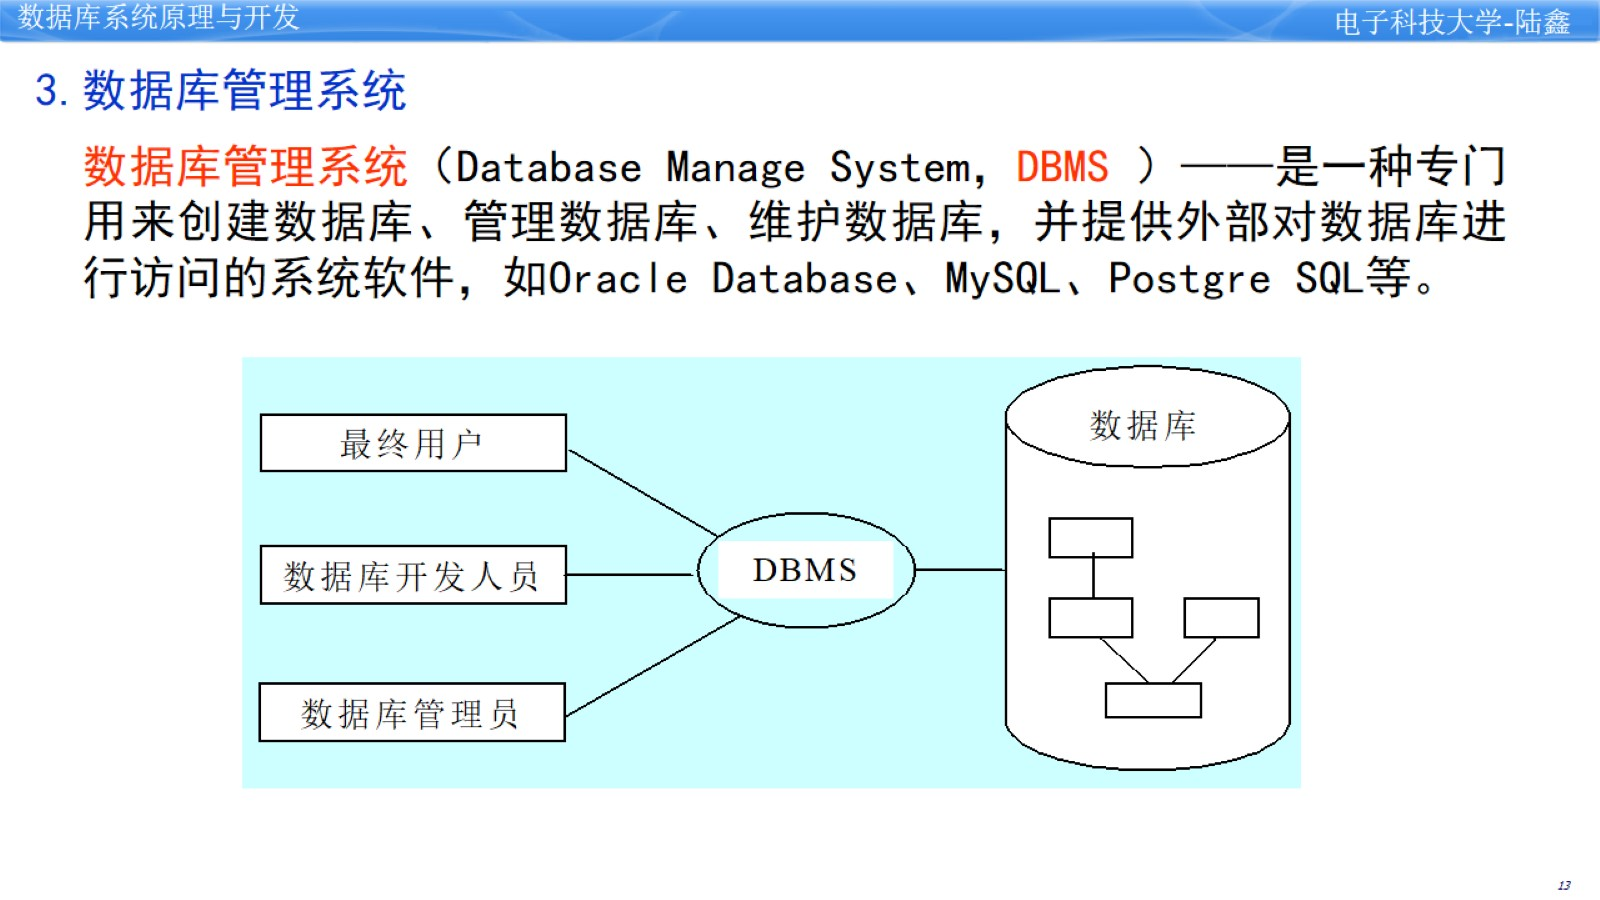 数据库系统原理与开发
电子科技大学-陆鑫
3. 数据库管理系统
数据库管理系统（Database Manage System，DBMS ）——是一种专门
用来创建数据库、管理数据库、维护数据库，并提供外部对数据库进
行访问的系统软件，如Oracle Database、MySQL、Postgre SQL等。
最终用户
数据库开发人员
数据库管理员
DBMS
数据库
13